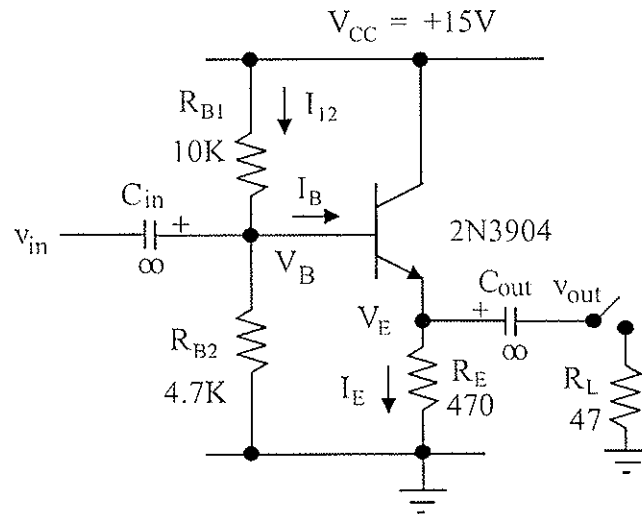 V_CC = +15V
R_B1
10K
I_12
C_in
+
I_B
v_in
∞
V_B
2N3904
R_B2
4.7K
V_E
+
C_out
v_out
∞
I_E
R_E
470
R_L
47